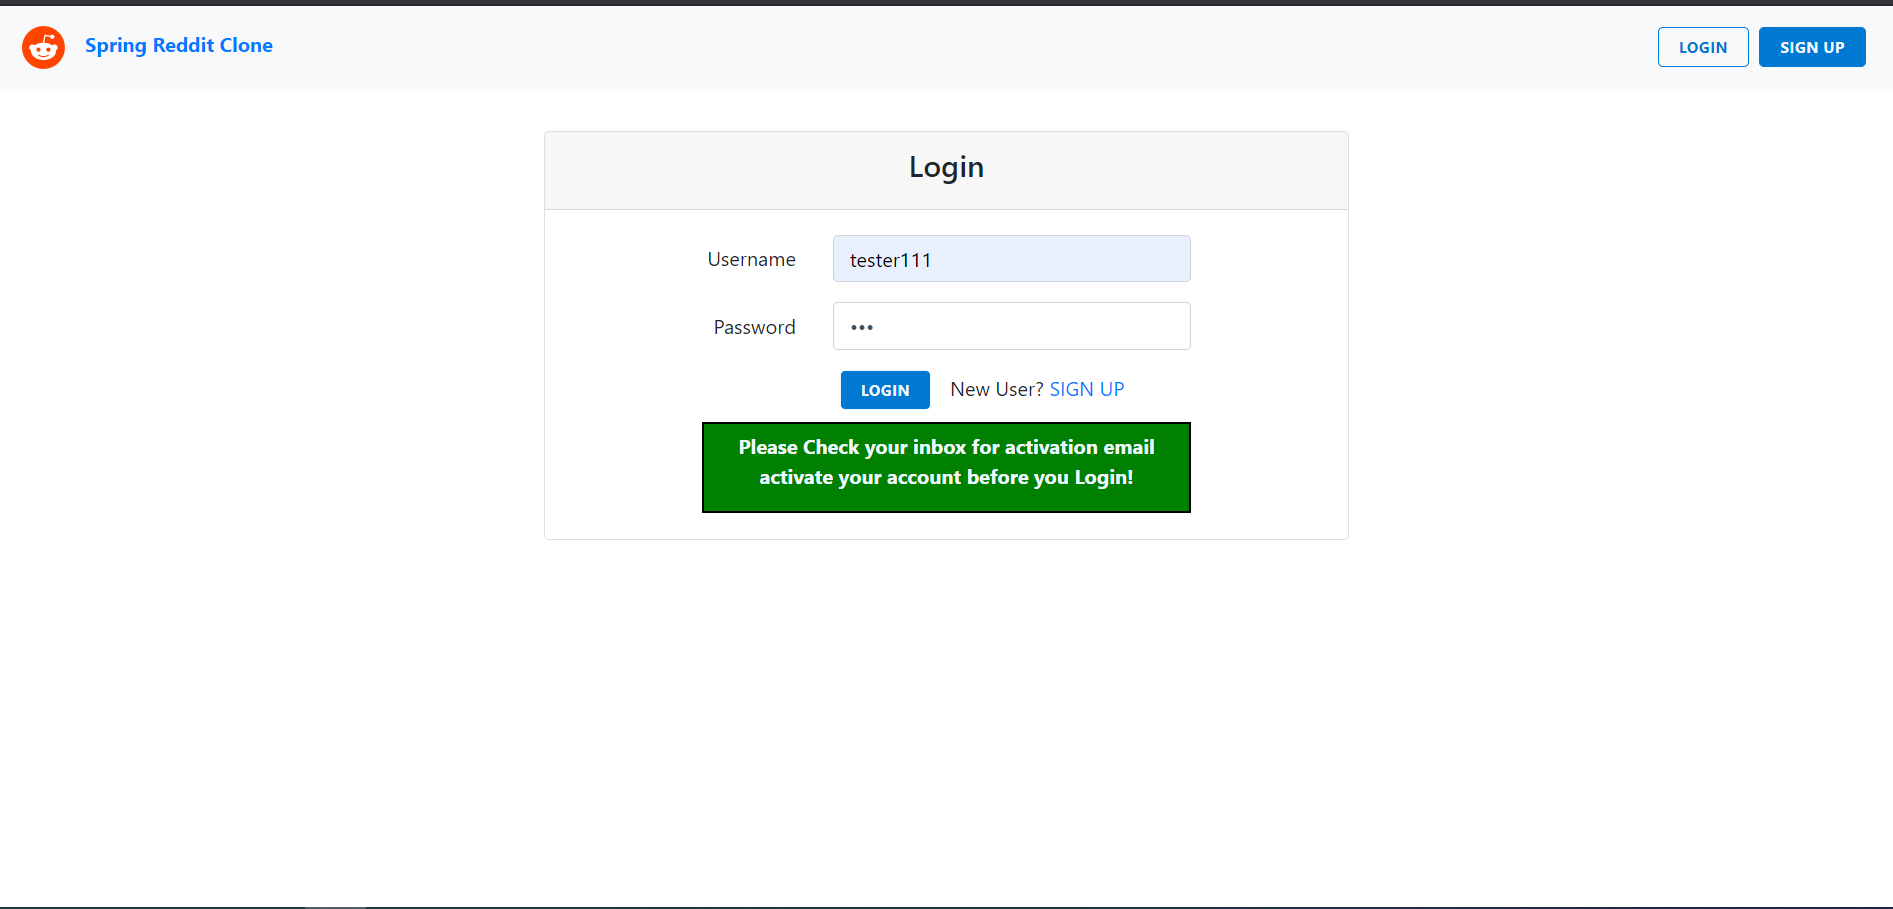 Spring Reddit Clone
LOGIN
SIGN UP
Login
Username
tester111
Password
•••
LOGIN
New User? SIGN UP
Please Check your inbox for activation email
activate your account before you Login!